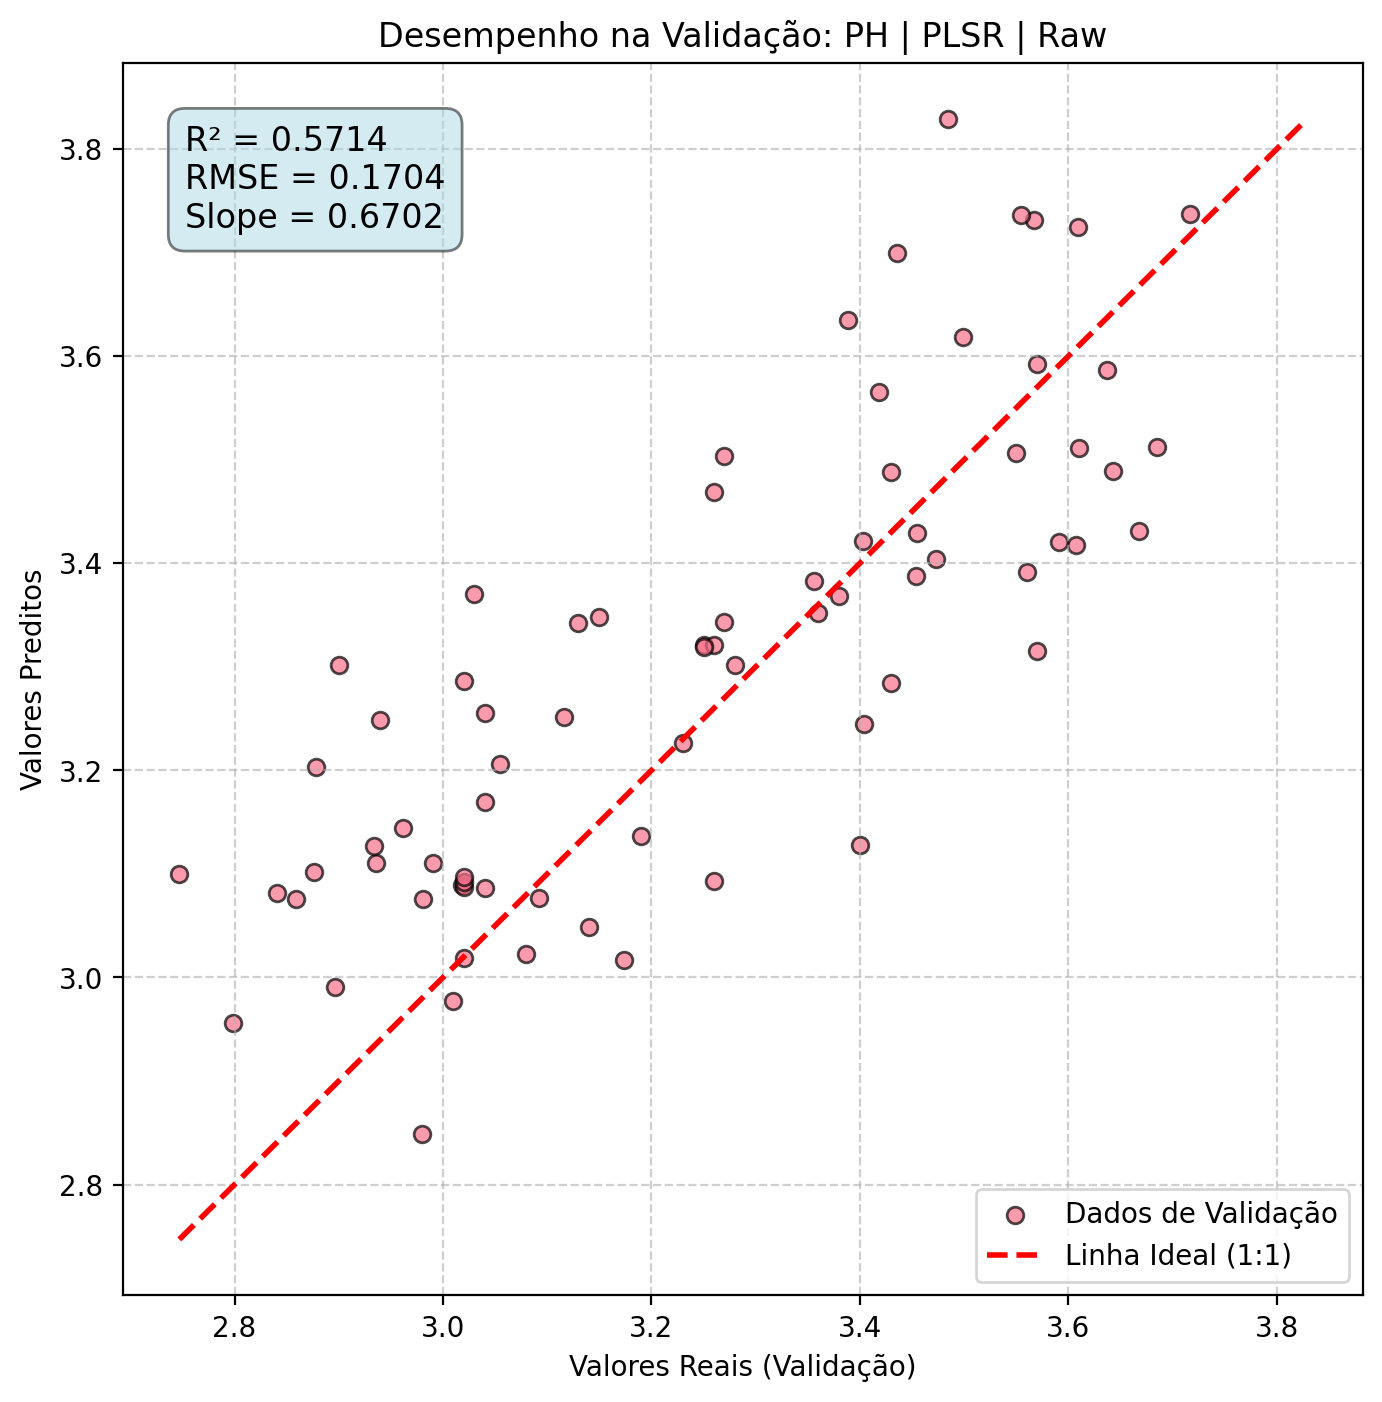 Desempenho na Validação: PH | PLSR | Raw
R² = 0.5714
RMSE = 0.1704
Slope = 0.6702
Valores Preditos
3.8
3.6
3.4
3.2
3.0
2.8
Dados de Validação
Linha Ideal (1:1)
2.8 3.0 3.2 3.4 3.6 3.8
Valores Reais (Validação)